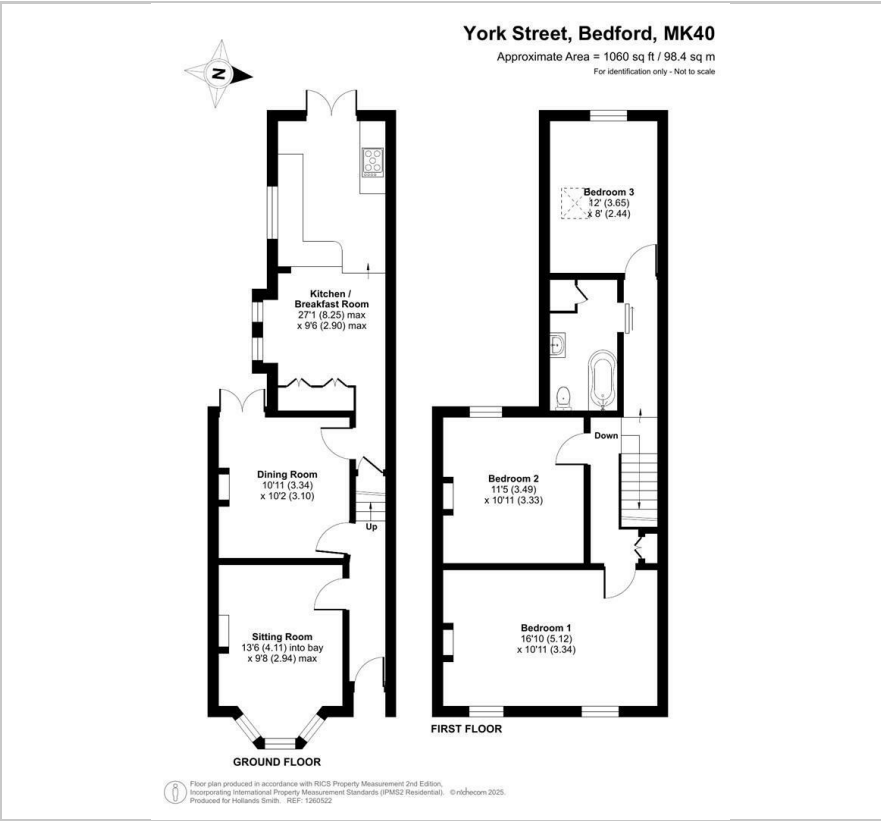 York Street, Bedford, MK40
Approximate Area = 1060 sq ft / 98.4 sq m
For identification only - Not to scale
N
Kitchen /
Breakfast Room
27'1 (8.25) max
x 9'6 (2.90) max
Dining Room
10'11 (3.34)
x 10'2 (3.10)
Up
Sitting Room
13'6 (4.11) into bay
x 9'8 (2.94) max
GROUND FLOOR
Bedroom 3
12' (3.65)
x 8' (2.44)
Down
Bedroom 2
11'5 (3.49)
x 10'11 (3.33)
Bedroom 1
16'10 (5.12)
x 10'11 (3.34)
FIRST FLOOR
Floor plan produced in accordance with RICS Property Measurement 2nd Edition,
Incorporating International Property Measurement Standards (IPMS2 Residential). © ntchecom 2025.
Produced for Hollands Smith. REF: 1260522